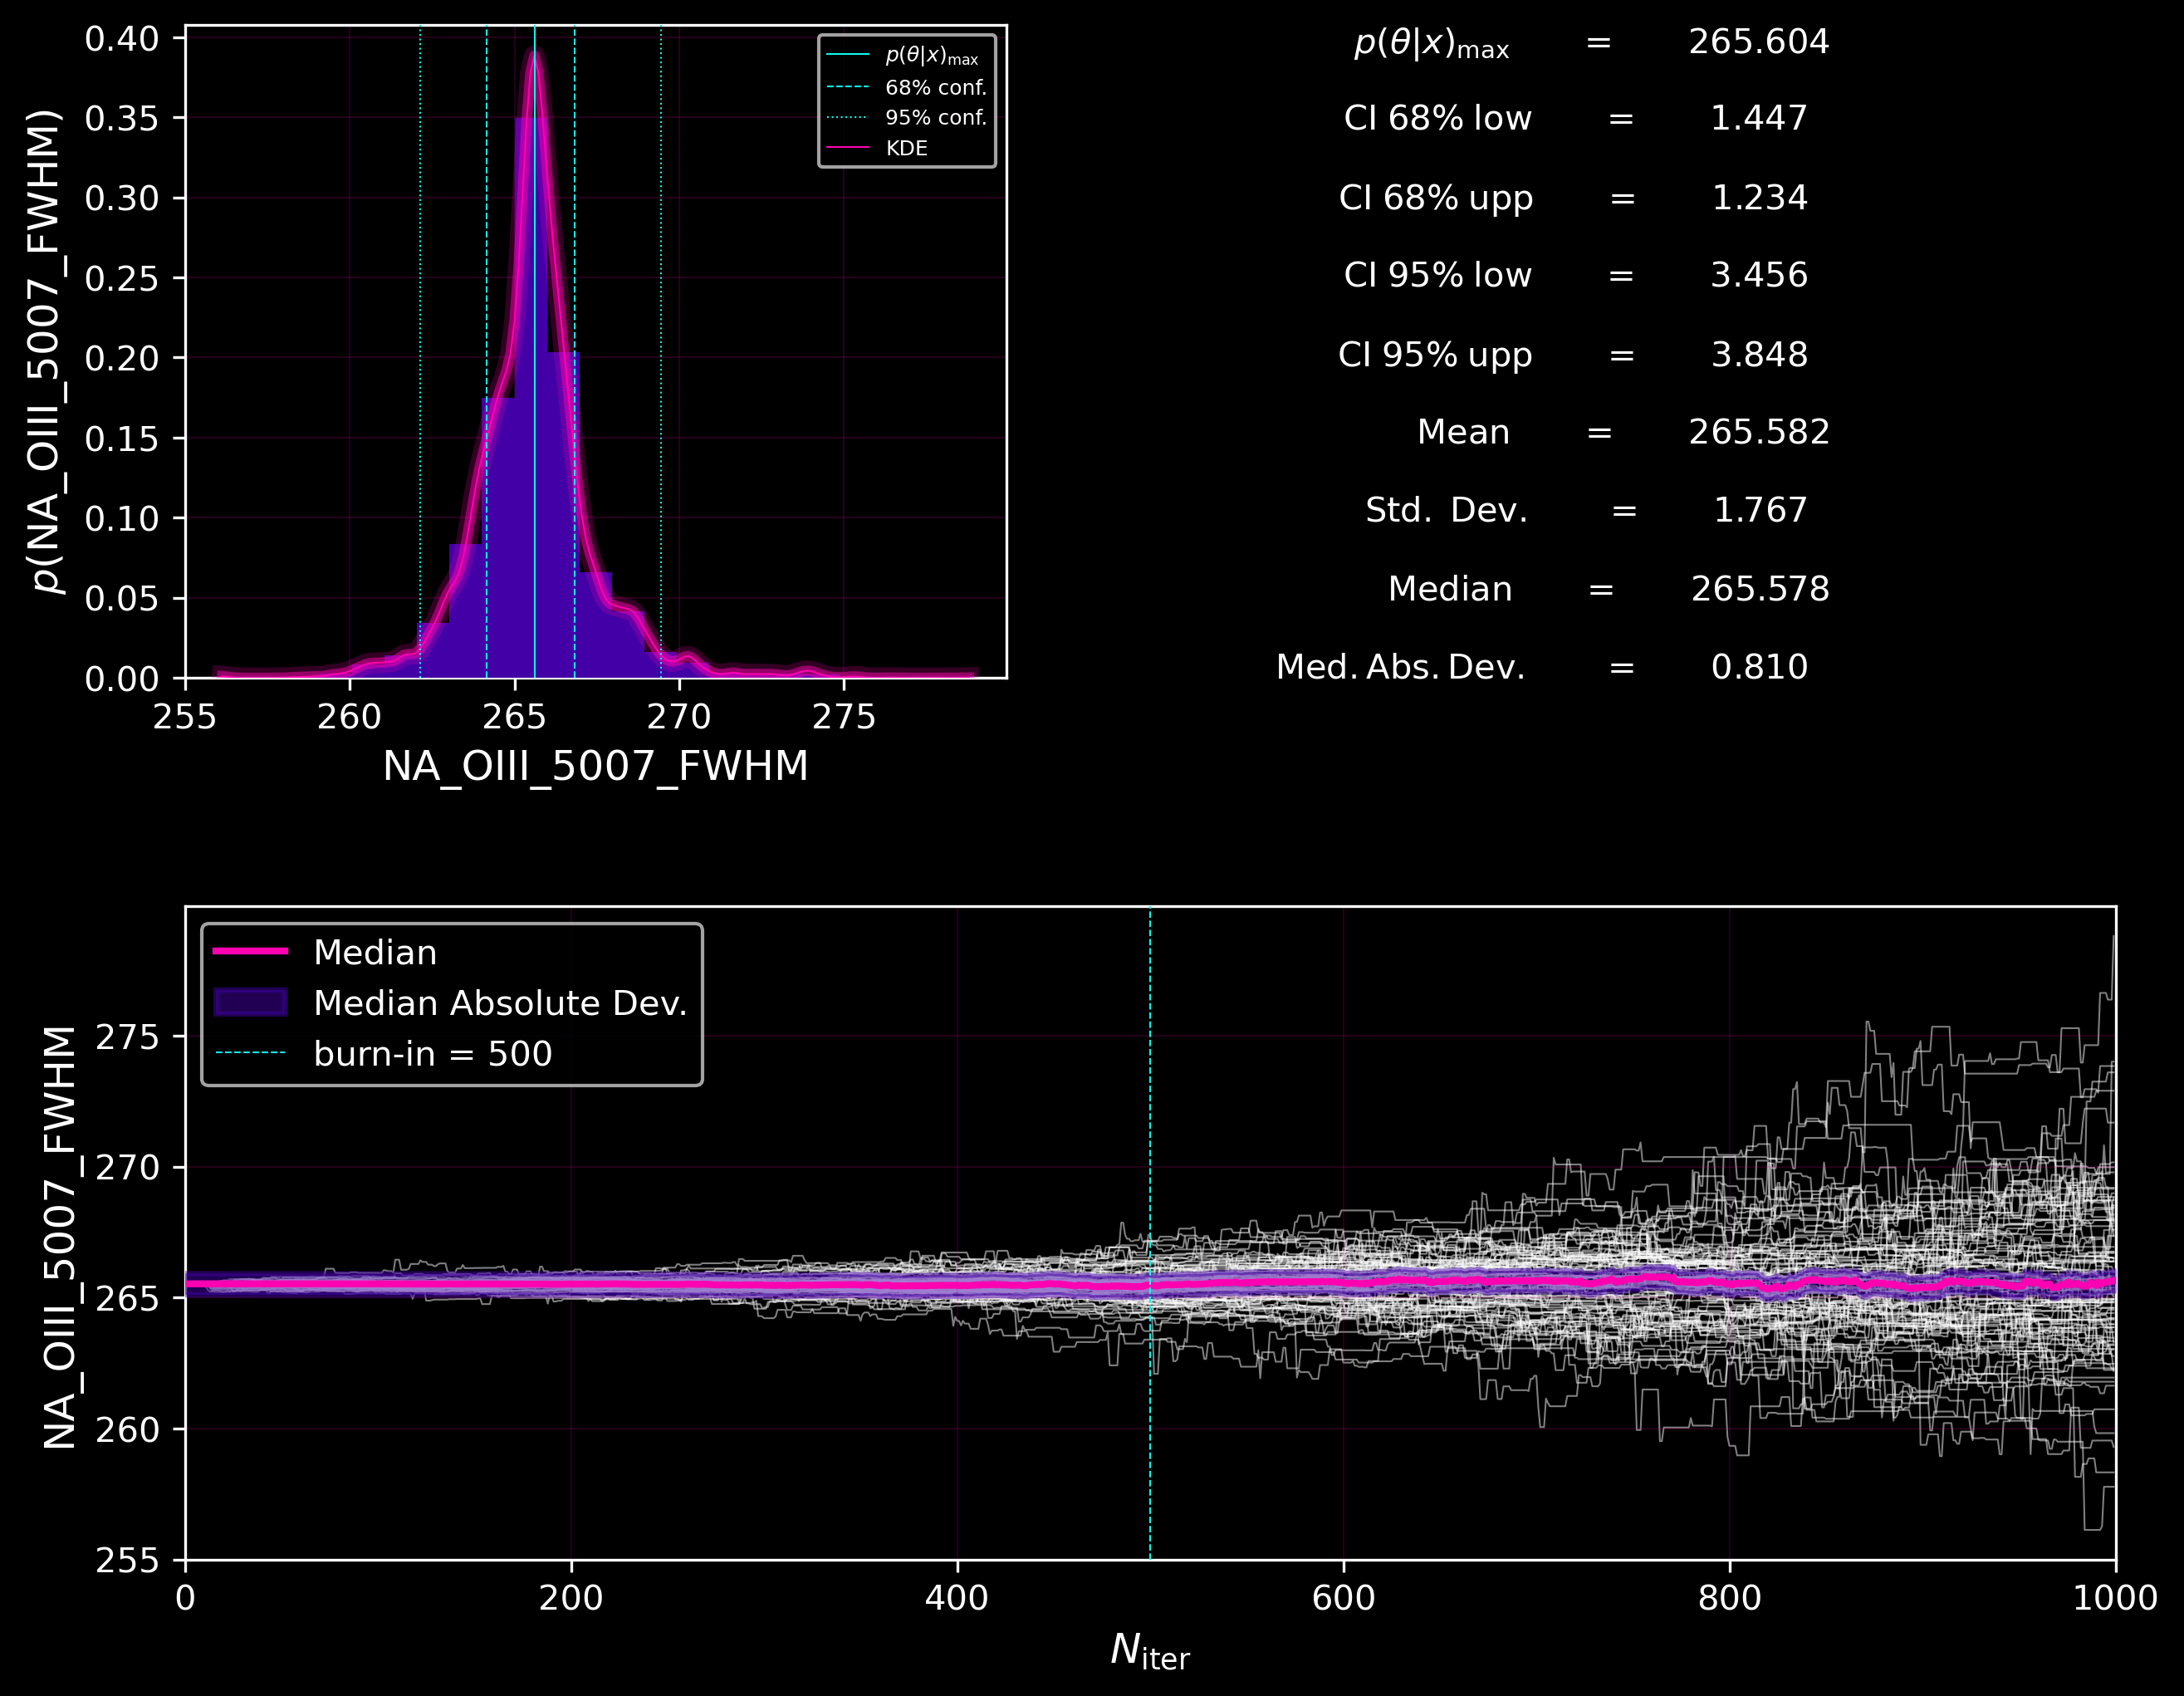 p(NA_OIII_5007_FWHM)
0.40
0.35
0.30
0.25
0.20
0.15
0.10
0.05
0.00
255 260 265 270 275
NA_OIII_5007_FWHM
p(θ|x)max
68% conf.
95% conf.
KDE
p(θ|x)max = 265.604
CI 68% low = 1.447
CI 68% upp = 1.234
CI 95% low = 3.456
CI 95% upp = 3.848
Mean = 265.582
Std. Dev. = 1.767
Median = 265.578
Med. Abs. Dev. = 0.810
NA_OIII_5007_FWHM
275
270
265
260
255
Median
Median Absolute Dev.
burn-in = 500
0 200 400 600 800 1000
Niter